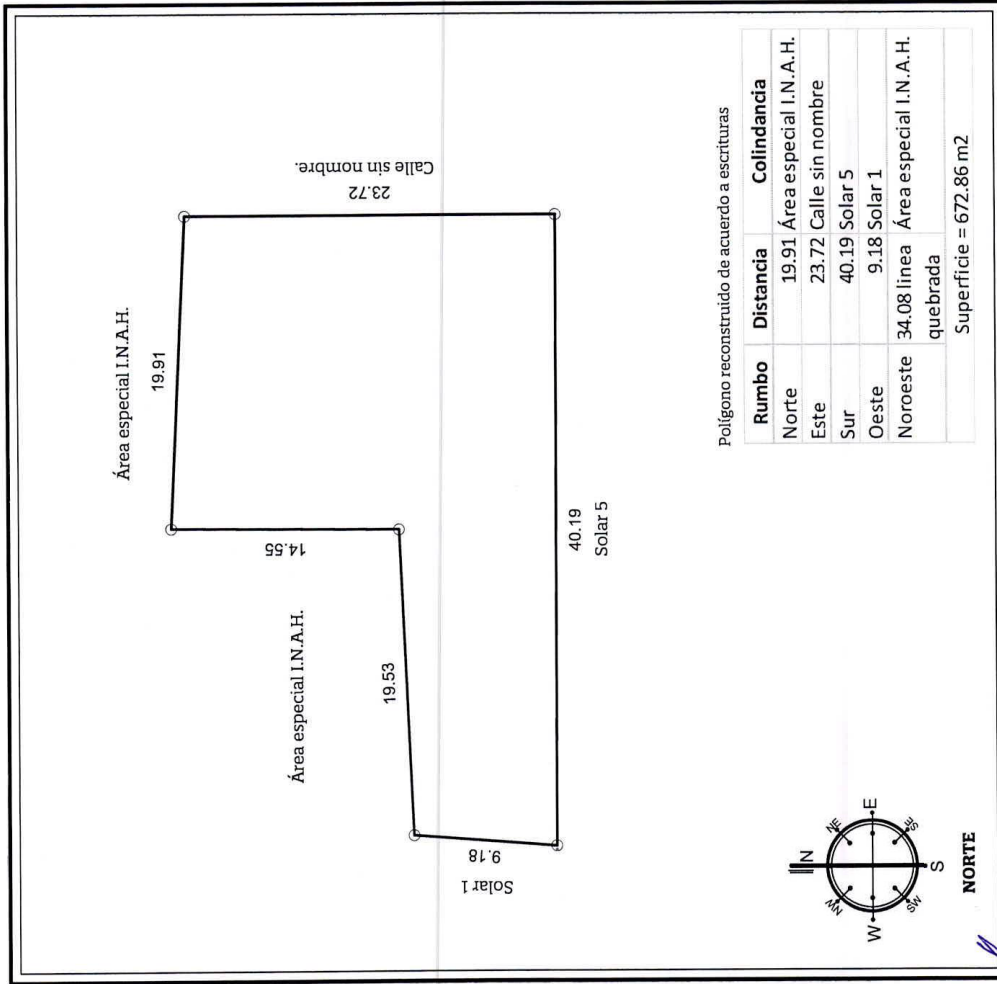 Área especial I.N.A.H.
19.91
Calle sin nombre.
23.72
14.55
Área especial I.N.A.H.
19.53
9.18
Solar 1
40.19
Solar 5
Polígono reconstruido de acuerdo a escrituras
Rumbo Distancia Colindancia
Norte 19.91 Área especial I.N.A.H.
Este 23.72 Calle sin nombre
Sur 40.19 Solar 5
Oeste 9.18 Solar 1
Noroeste 34.08 linea quebrada Área especial I.N.A.H.
Superficie = 672.86 m2
N
NE
E
SE
S
SW
W
NW
NORTE